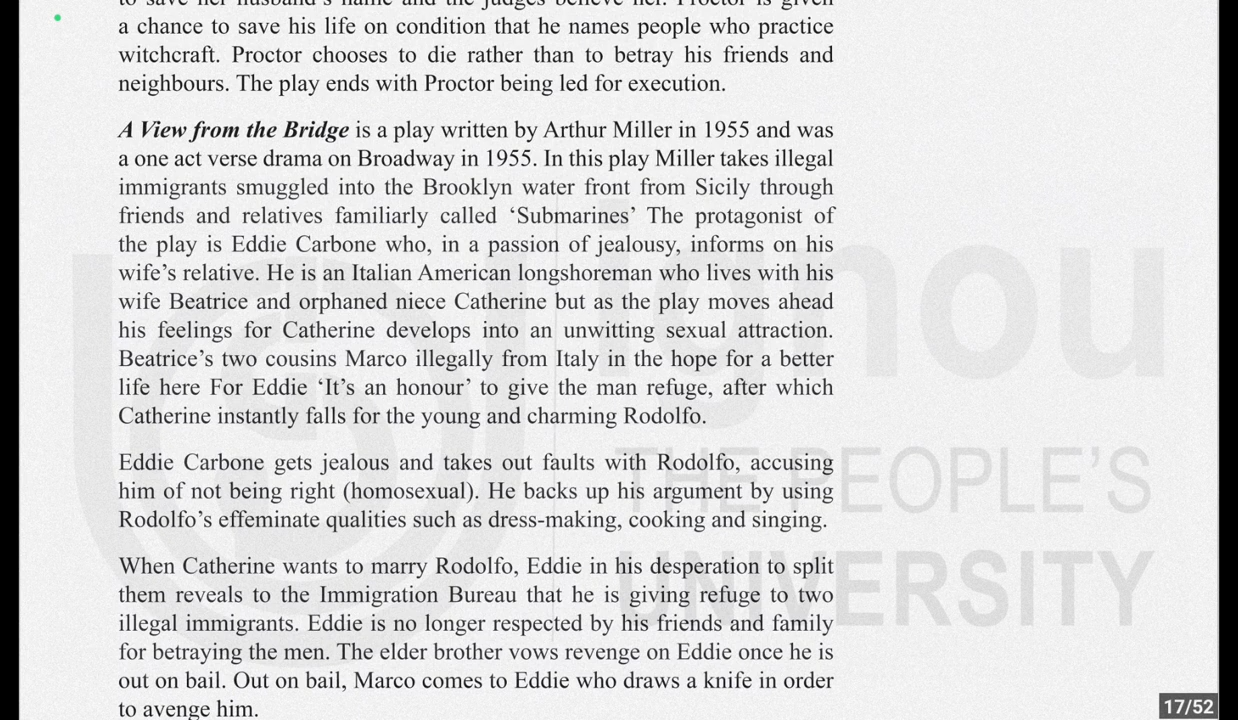 to save her husband's name and the judges believe her. Proctor is given
a chance to save his life on condition that he names people who practice
witchcraft. Proctor chooses to die rather than to betray his friends and
neighbours. The play ends with Proctor being led for execution.
A View from the Bridge is a play written by Arthur Miller in 1955 and was
a one act verse drama on Broadway in 1955. In this play Miller takes illegal
immigrants smuggled into the Brooklyn water front from Sicily through
friends and relatives familiarly called ‘Submarines’ The protagonist of
the play is Eddie Carbone who, in a passion of jealousy, informs on his
wife’s relative. He is an Italian American longshoreman who lives with his
wife Beatrice and orphaned niece Catherine but as the play moves ahead
his feelings for Catherine develops into an unwitting sexual attraction.
Beatrice’s two cousins Marco illegally from Italy in the hope for a better
life here For Eddie ‘It’s an honour’ to give the man refuge, after which
Catherine instantly falls for the young and charming Rodolfo.
Eddie Carbone gets jealous and takes out faults with Rodolfo, accusing
him of not being right (homosexual). He backs up his argument by using
Rodolfo’s effeminate qualities such as dress-making, cooking and singing.
When Catherine wants to marry Rodolfo, Eddie in his desperation to split
them reveals to the Immigration Bureau that he is giving refuge to two
illegal immigrants. Eddie is no longer respected by his friends and family
for betraying the men. The elder brother vows revenge on Eddie once he is
out on bail. Out on bail, Marco comes to Eddie who draws a knife in order
to avenge him.
ignou
THE PEOPLE’S
UNIVERSITY
17/52